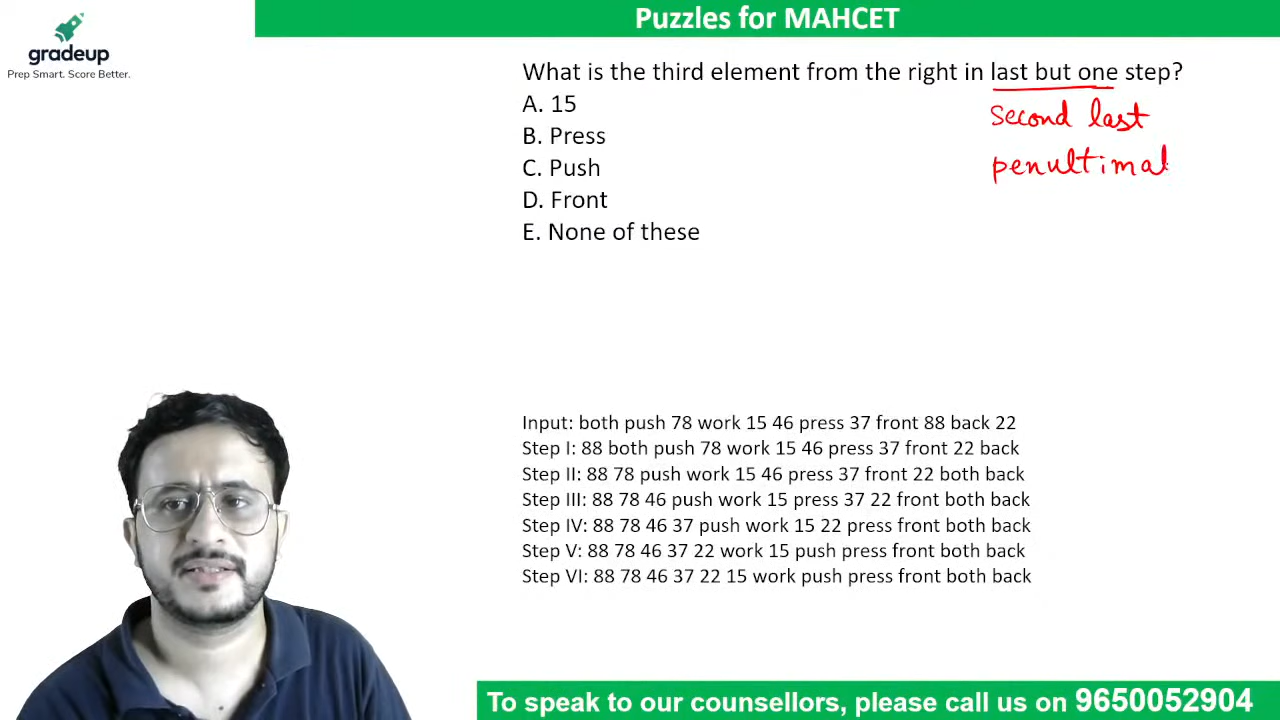 gradeup
Prep Smart. Score Better.
Puzzles for MAHCET
What is the third element from the right in last but one step?
A. 15
B. Press
C. Push
D. Front
E. None of these
second last
penultimal
Input: both push 78 work 15 46 press 37 front 88 back 22
Step I: 88 both push 78 work 15 46 press 37 front 22 back
Step II: 88 78 push work 15 46 press 37 front 22 both back
Step III: 88 78 46 push work 15 press 37 22 front both back
Step IV: 88 78 46 37 push work 15 22 press front both back
Step V: 88 78 46 37 22 work 15 push press front both back
Step VI: 88 78 46 37 22 15 work push press front both back
To speak to our counsellors, please call us on 9650052904